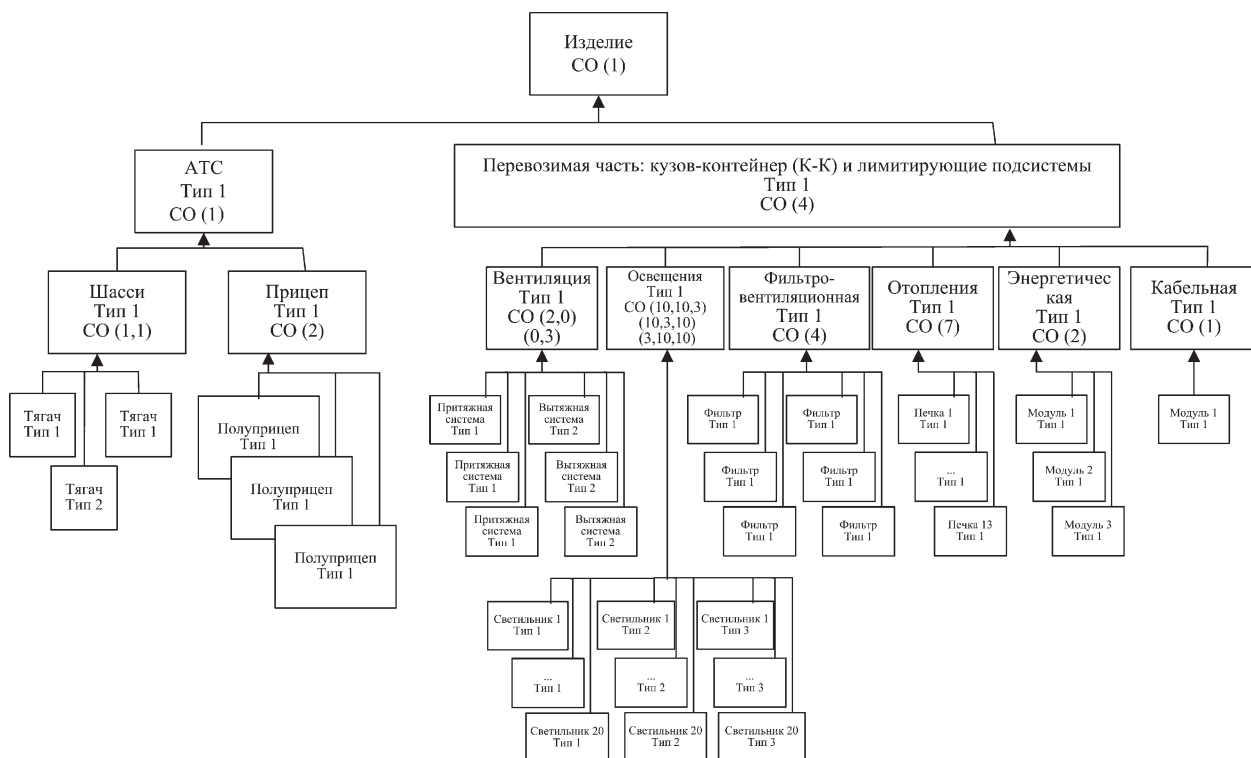 Изделие
СО (1)
АТС
Тип 1
СО (1)
Перевозимая часть: кузов-контейнер (К-К) и лимитирующие подсистемы
Тип 1
СО (4)
Шасси
Тип 1
СО (1,1)
Прицеп
Тип 1
СО (2)
Вентиляция
Тип 1
СО (2,0)
(0,3)
Освещения
Тип 1
СО (10,10,3)
(10,3,10)
(3,10,10)
Фильтро-
вентиляционная
Тип 1
СО (4)
Отопления
Тип 1
СО (7)
Энергетичес
кая
Тип 1
СО (2)
Кабельная
Тип 1
СО (1)
Тягач
Тип 1
Тягач
Тип 1
Тягач
Тип 2
Полуприцеп
Тип 1
Полуприцеп
Тип 1
Полуприцеп
Тип 1
Притяжная
система
Тип 1
Притяжная
система
Тип 1
Притяжная
система
Тип 1
Вытяжная
система
Тип 2
Вытяжная
система
Тип 2
Вытяжная
система
Тип 2
Фильтр
Тип 1
Фильтр
Тип 1
Фильтр
Тип 1
Фильтр
Тип 1
Фильтр
Тип 1
Фильтр
Тип 1
Печка 1
Тип 1
...
Тип 1
Печка 13
Тип 1
Модуль 1
Тип 1
Модуль 2
Тип 1
Модуль 3
Тип 1
Модуль 1
Тип 1
Светильник 1
Тип 1
...
Тип 1
Светильник 20
Тип 1
Светильник 1
Тип 2
...
Тип 2
Светильник 20
Тип 2
Светильник 1
Тип 3
...
Тип 3
Светильник 20
Тип 3